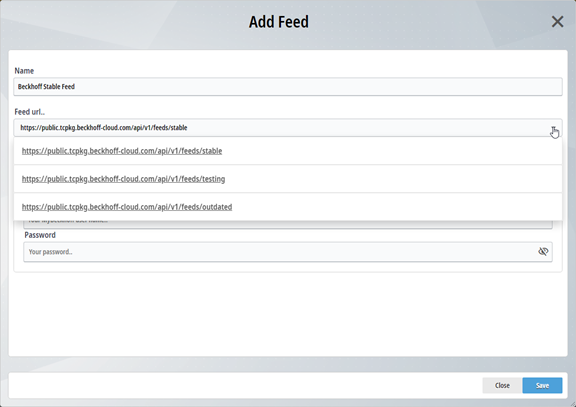 Add Feed
Name
Beckhoff Stable Feed
Feed url..
https://public.tcpkg.beckhoff-cloud.com/api/v1/feeds/stable
https://public.tcpkg.beckhoff-cloud.com/api/v1/feeds/stable
https://public.tcpkg.beckhoff-cloud.com/api/v1/feeds/testing
https://public.tcpkg.beckhoff-cloud.com/api/v1/feeds/outdated
Password
Your password..
Close
Save